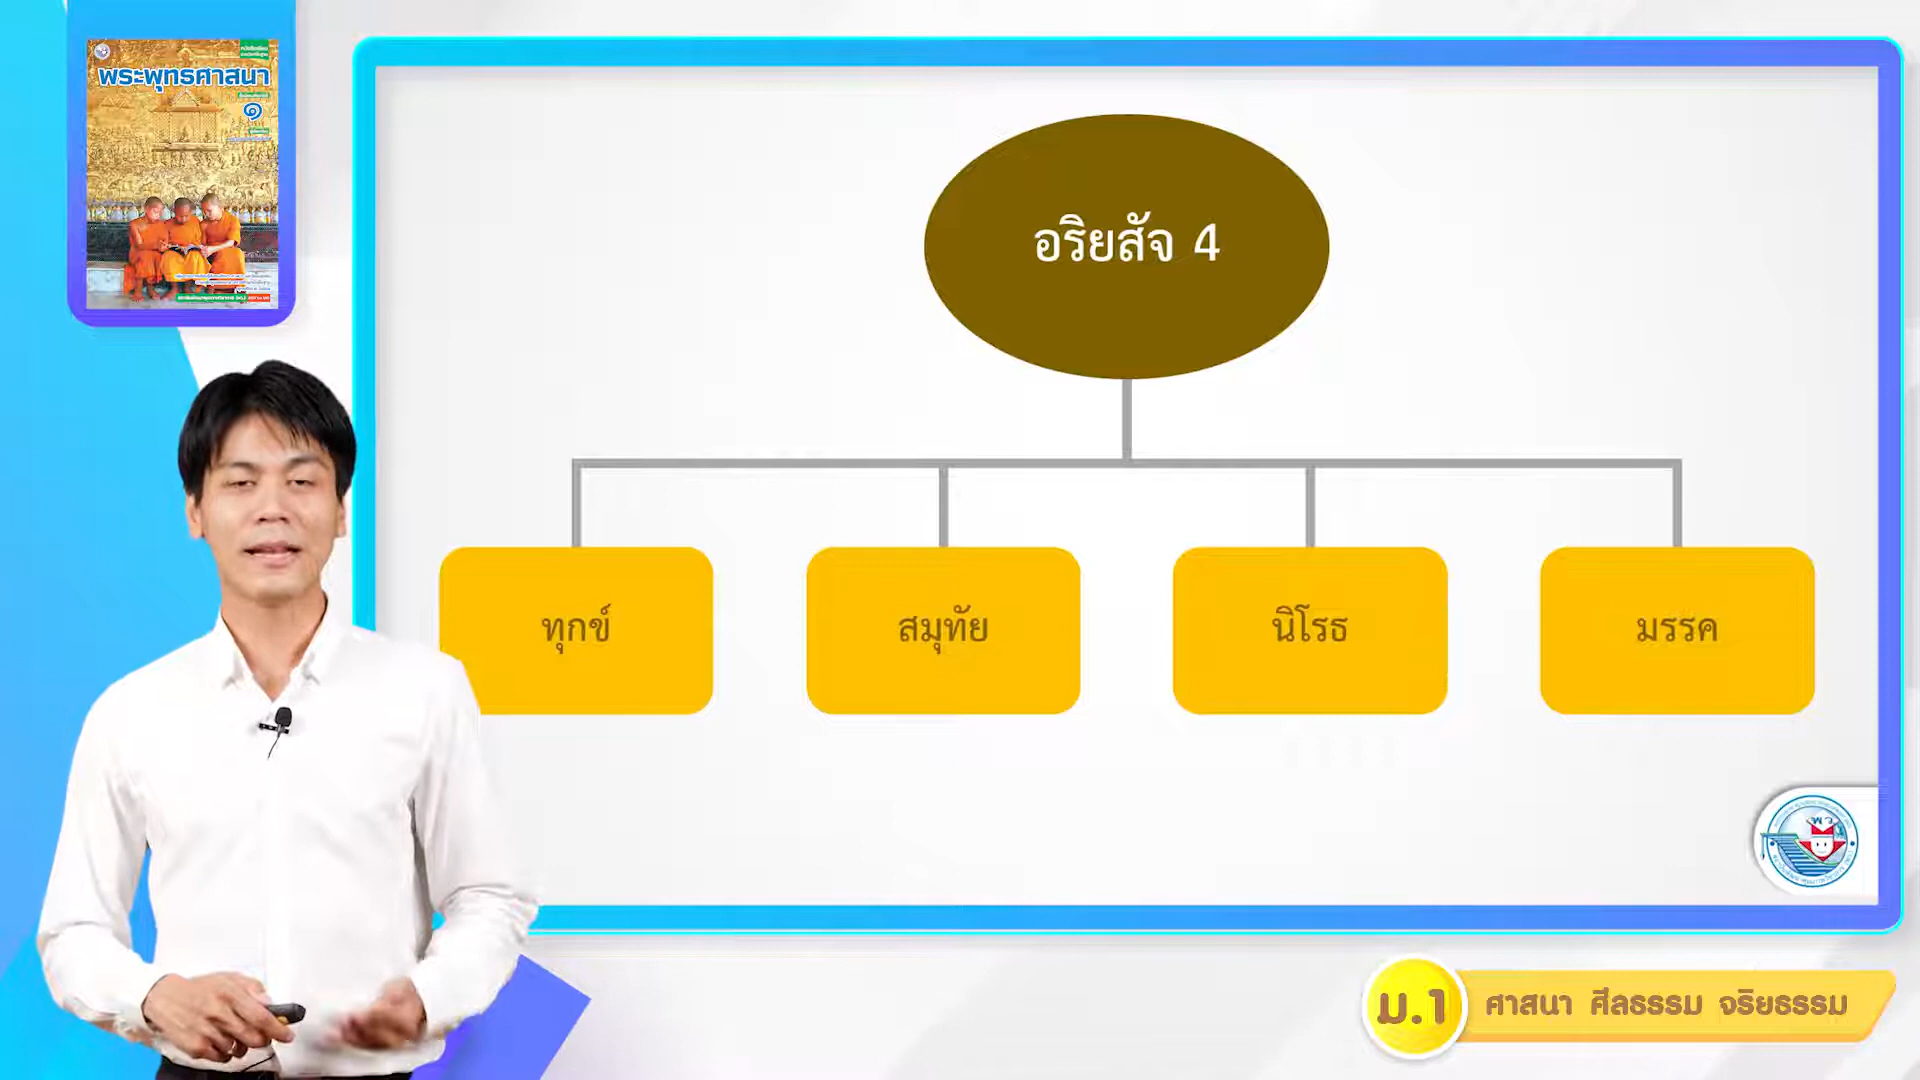 พระพุทธศาสนา
๑
อริยสัจ 4
ทุกข์
สมุทัย
นิโรธ
มรรค
ม.1
ศาสนา ศีลธรรม จริยธรรม